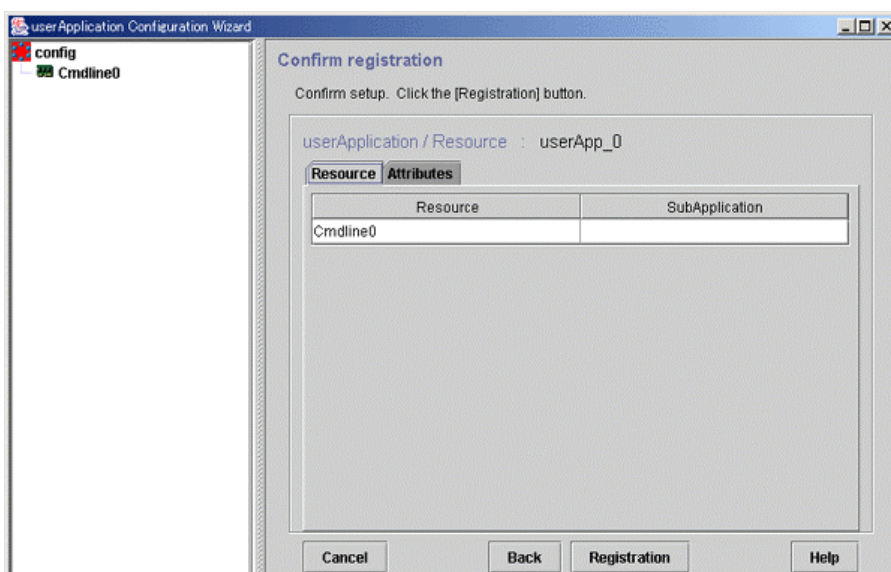 userApplication Configuration Wizard
config
Cmdline0
Confirm registration
Confirm setup. Click the [Registration] button.
userApplication / Resource : userApp_0
Resource Attributes
Resource SubApplication
Cmdline0
Cancel Back Registration Help